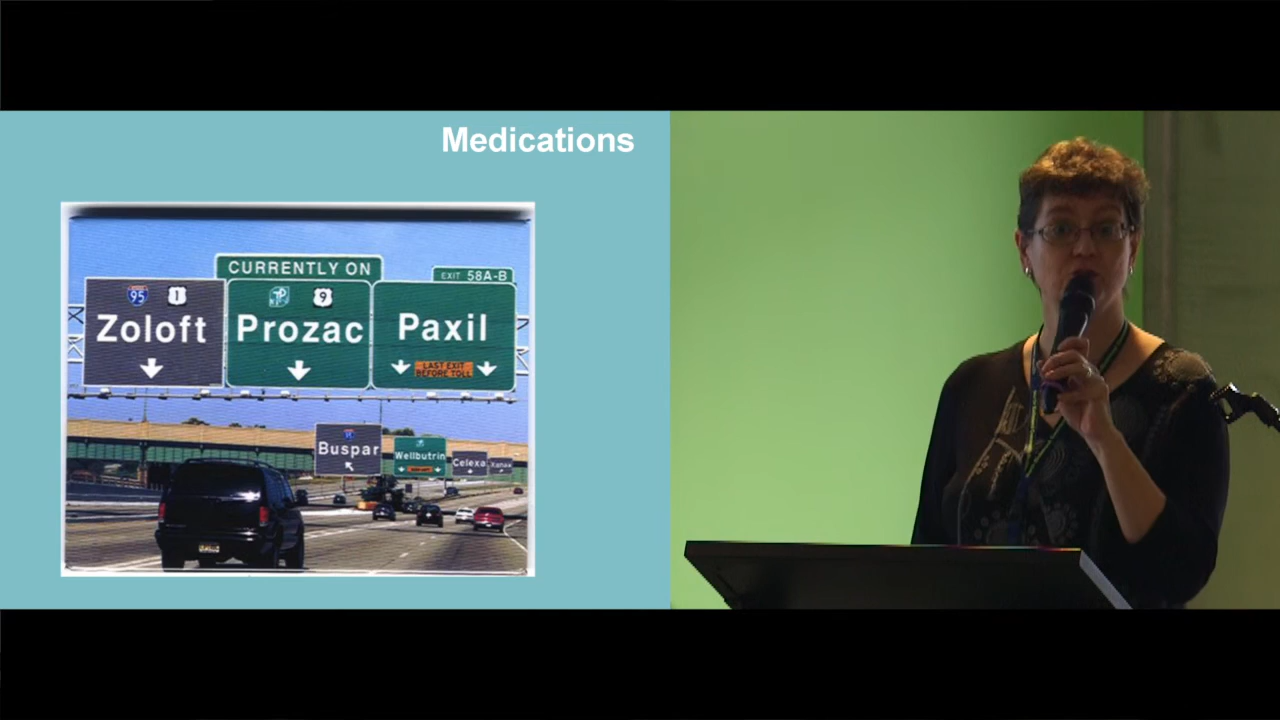 Medications
CURRENTLY ON
EXIT 58A-B
95
1
9
Zoloft
Prozac
Paxil
LAST EXIT
BEFORE TOLL
Buspar
Wellbutrin
Celexa
Xanax